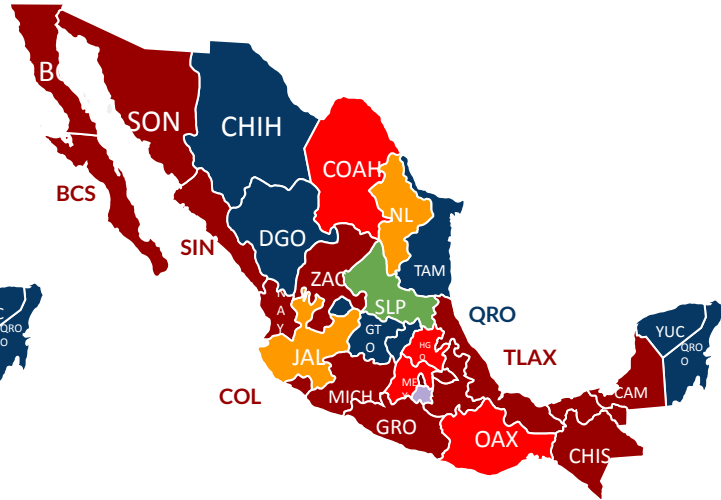 BC
SON
CHIH
COAH
BCS
NL
SIN
DGO
TAM
ZAC
SLP
QRO
A
Y
GT
O
HG
O
JAL
TLAX
YUC
QRO
O
C
QRO
O
COL
MICH
ME
CAM
GRO
OAX
CHIS